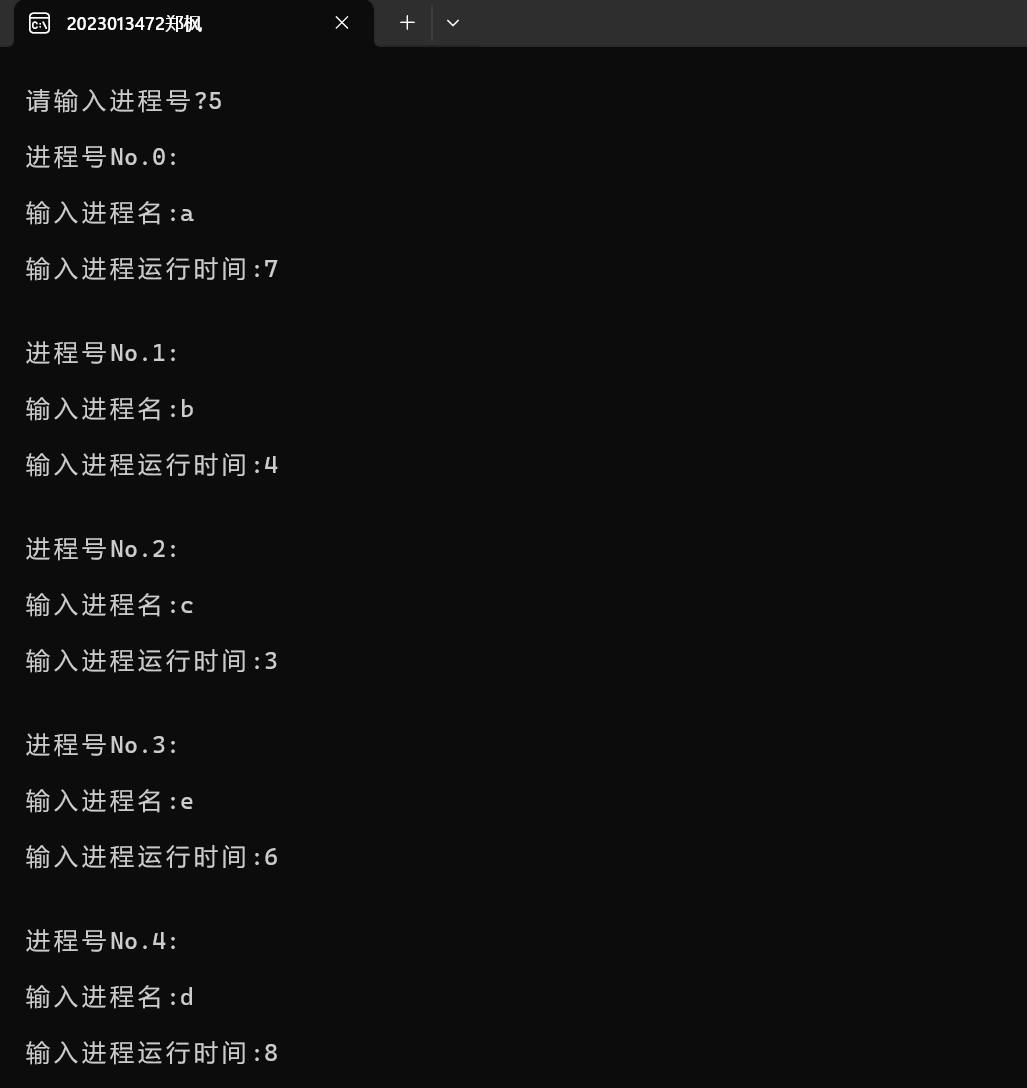 2023013472郑枫
请输入进程号?5
进程号No.0:
输入进程名:a
输入进程运行时间:7
进程号No.1:
输入进程名:b
输入进程运行时间:4
进程号No.2:
输入进程名:c
输入进程运行时间:3
进程号No.3:
输入进程名:e
输入进程运行时间:6
进程号No.4:
输入进程名:d
输入进程运行时间:8